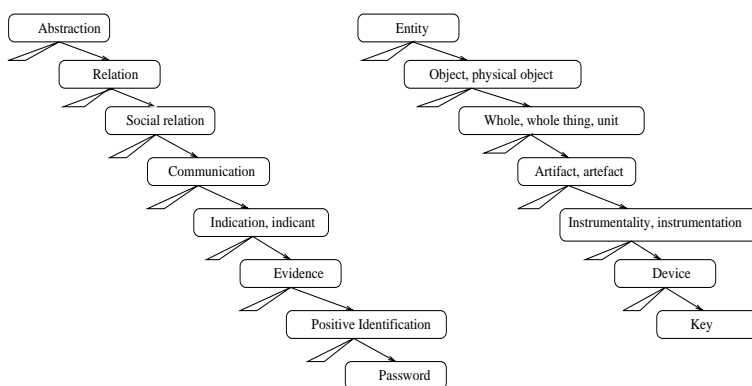 Abstraction
Relation
Social relation
Communication
Indication, indicant
Evidence
Positive Identification
Password
Entity
Object, physical object
Whole, whole thing, unit
Artifact, artefact
Instrumentality, instrumentation
Device
Key